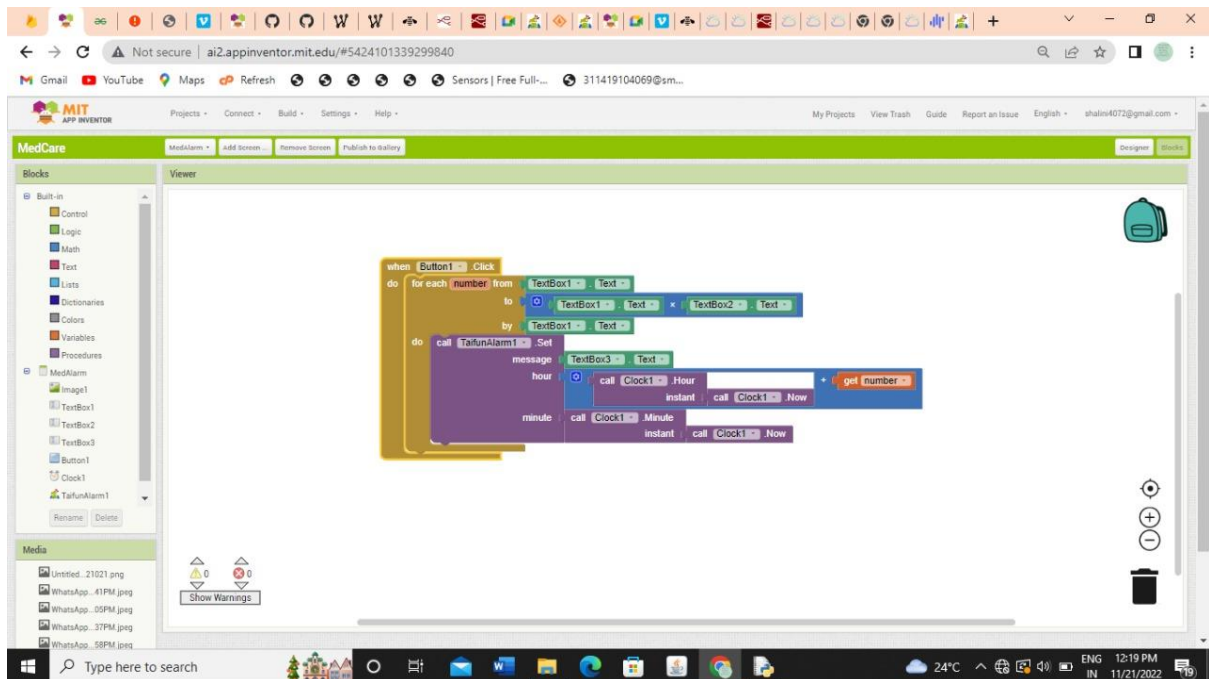 Not secure | ai2.appinventor.mit.edu/#5424101339299840
Gmail YouTube Maps Refresh Sensors | Free Full-... 311419104069@sm...
MIT
APP INVENTOR
Projects Connect Build Settings Help My Projects View Trash Guide Report an Issue English shalini4072@gmail.com
MedCare MedAlarm Add Screen ... Remove Screen Publish to Gallery Designer Blocks
Blocks Viewer
Built-in
Control
Logic
Math
Text
Lists
Dictionaries
Colors
Variables
Procedures
MedAlarm
Image1
TextBox1
TextBox2
TextBox3
Button1
Clock1
TaifunAlarm1
Rename Delete
when Button1 .Click
do for each number from TextBox1 . Text
to TextBox1 . Text × TextBox2 . Text
by TextBox1 . Text
do call TaifunAlarm1 .Set
message TextBox3 . Text
hour call Clock1 .Hour + get number
instant call Clock1 .Now
minute call Clock1 .Minute
instant call Clock1 .Now
Media
Untitled...21021.png
WhatsApp...41PM.jpeg
WhatsApp...05PM.jpeg
WhatsApp...37PM.jpeg
WhatsApp...58PM.jpeg
0 0
Show Warnings
Type here to search 24°C ENG 12:19 PM
IN 11/21/2022 19